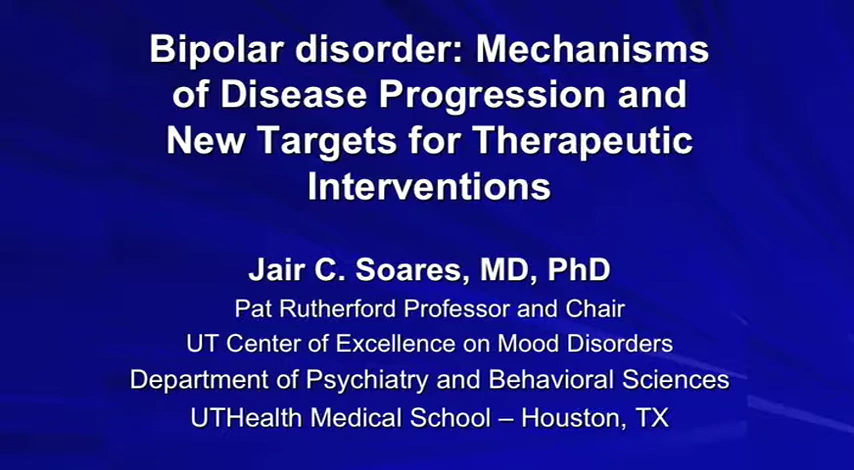 Bipolar disorder: Mechanisms
of Disease Progression and
New Targets for Therapeutic
Interventions
Jair C. Soares, MD, PhD
Pat Rutherford Professor and Chair
UT Center of Excellence on Mood Disorders
Department of Psychiatry and Behavioral Sciences
UTHealth Medical School – Houston, TX